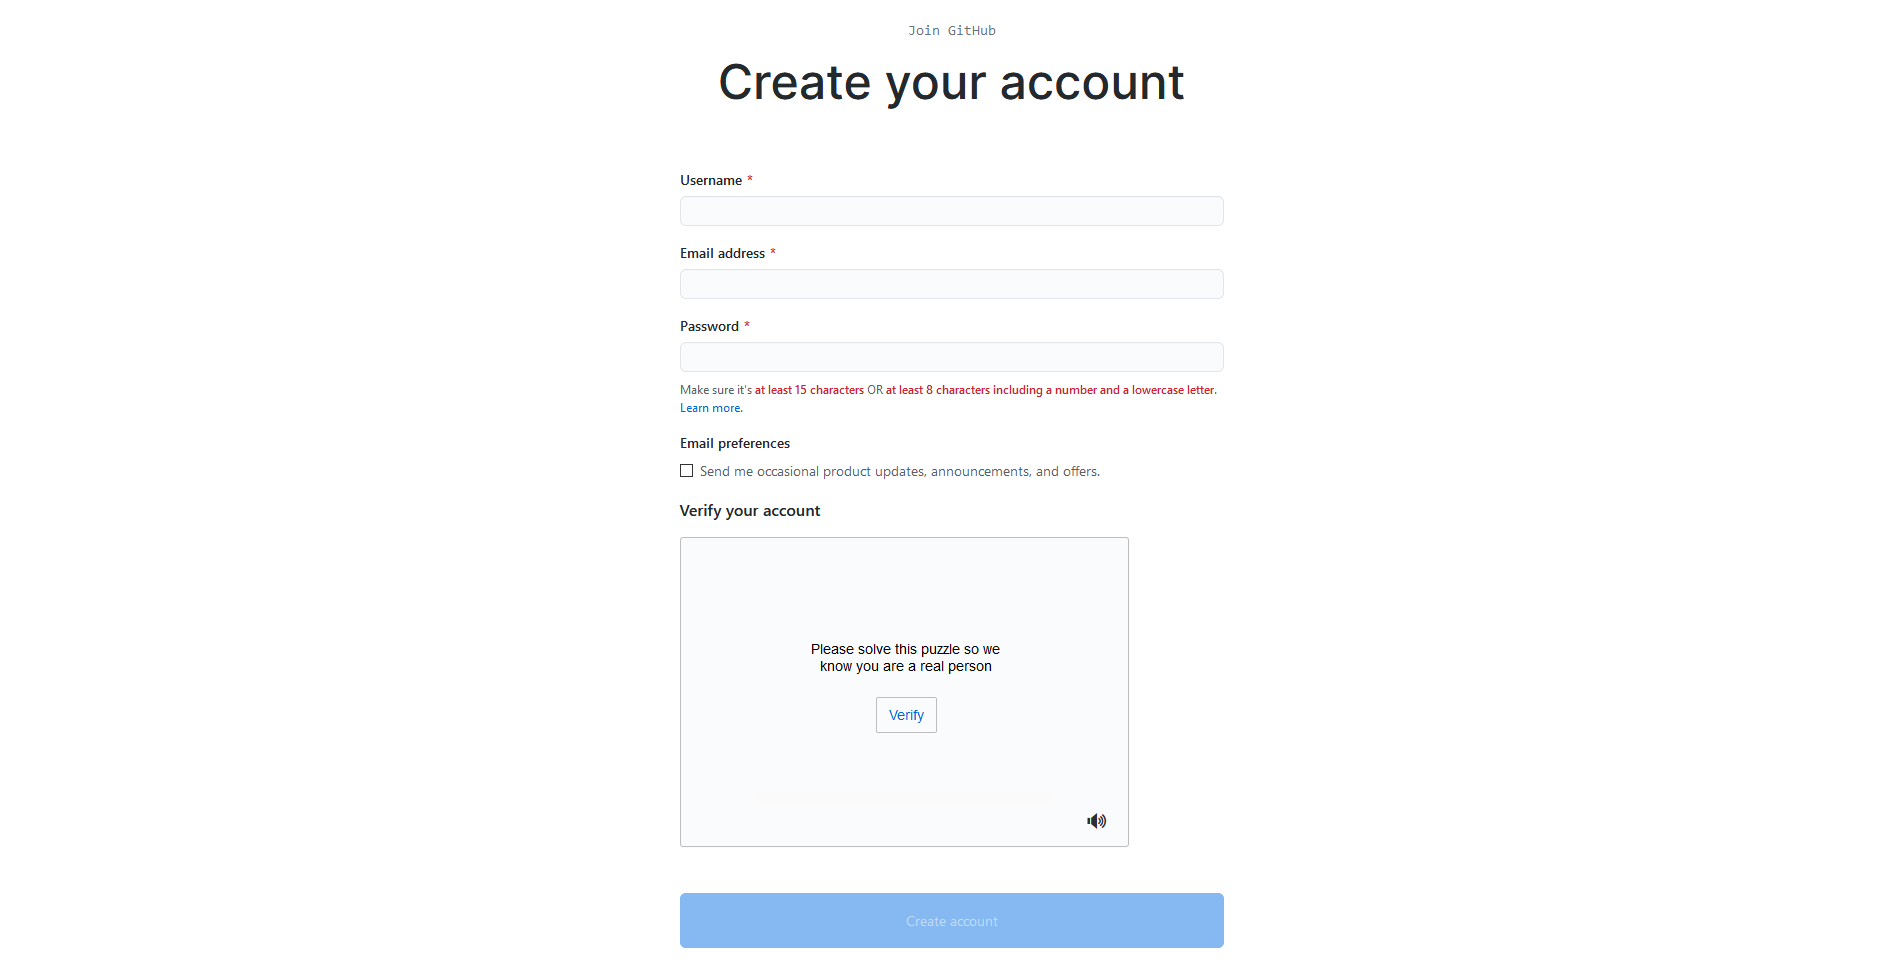 Join GitHub
Create your account
Username *
Email address *
Password *
Make sure it's at least 15 characters OR at least 8 characters including a number and a lowercase letter.
Learn more.
Email preferences
Send me occasional product updates, announcements, and offers.
Verify your account
Please solve this puzzle so we
know you are a real person
Verify
Create account